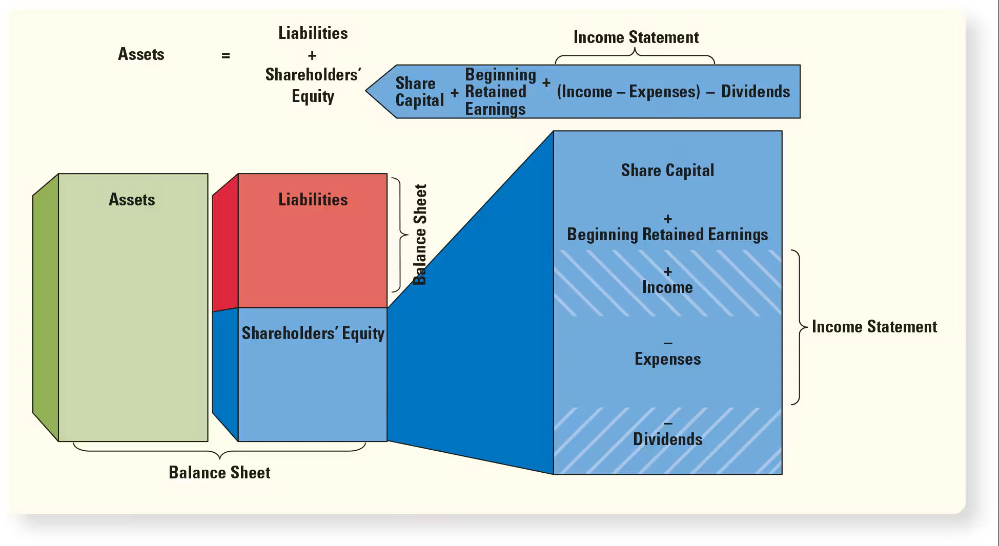 Assets
=
Liabilities
+
Shareholders’
Equity
Income Statement
Share
Capital
+
Beginning
Retained
Earnings
+
(Income – Expenses) – Dividends
Assets
Liabilities
Shareholders’ Equity
Balance Sheet
Balance Sheet
Share Capital
+
Beginning Retained Earnings
+
Income
–
Expenses
–
Dividends
Income Statement